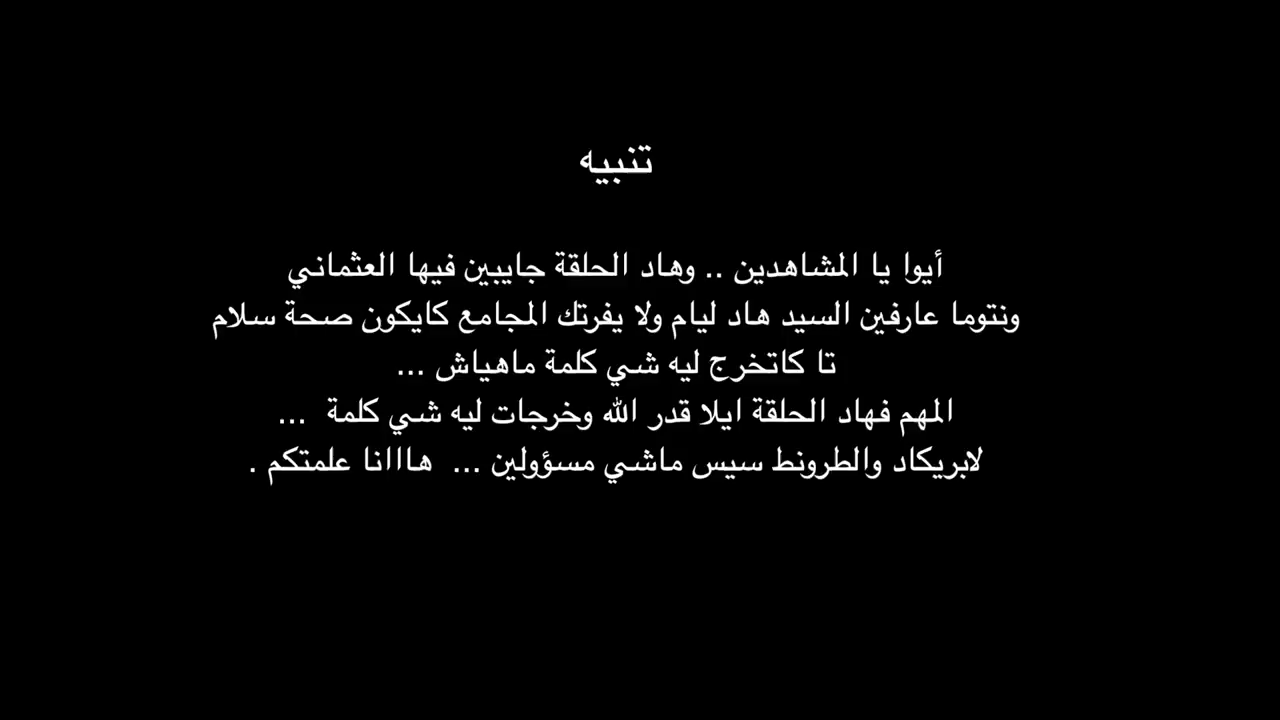 تنبيه
أيوا يا المشاهدين .. وهاد الحلقة جايبين فيها العثماني
ونتوما عارفين السيد هاد ليام ولا يفرتك المجامع كايكون صحة سلام
تا كاتخرج ليه شي كلمة ماهياش ...
المهم فهاد الحلقة ايلا قدر الله وخرجات ليه شي كلمة ...
لابريكاد والطرونط سيس ماشي مسؤولين ... هااانا علمتكم .